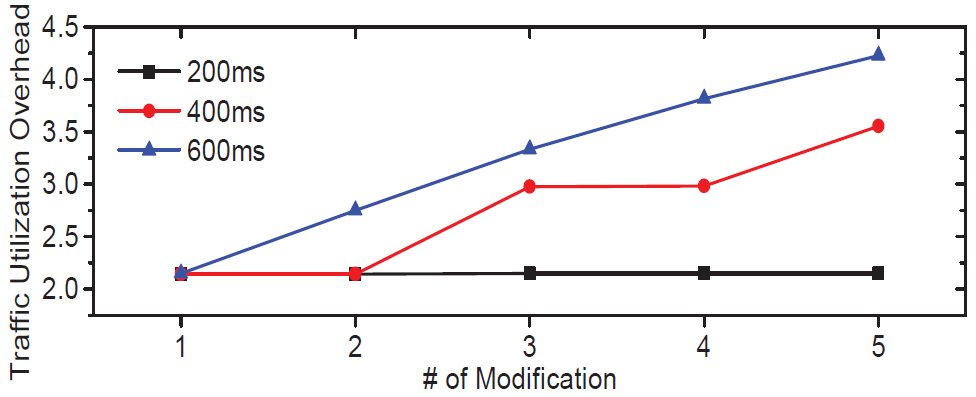 Traffic Utilization Overhead
4.5
4.0
3.5
3.0
2.5
2.0
200ms
400ms
600ms
1 2 3 4 5
# of Modification